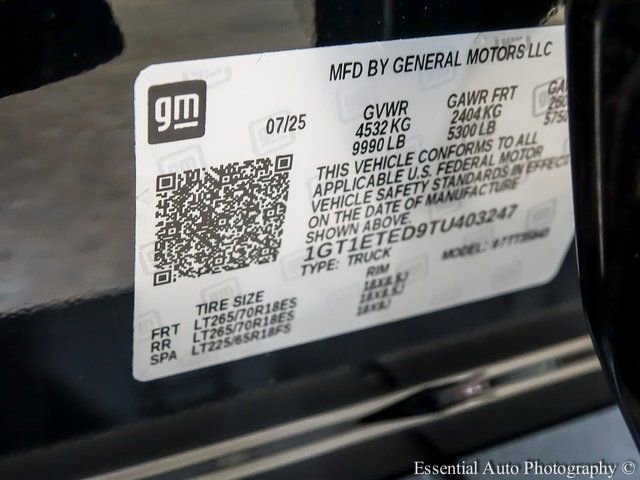 MFD BY GENERAL MOTORS LLC
gm
07/25
GVWR
4532 KG
9990 LB
GAWR FRT
2404 KG
5300 LB
THIS VEHICLE CONFORMS TO ALL
APPLICABLE U.S. FEDERAL MOTOR
VEHICLE SAFETY STANDARDS IN EFFECT
ON THE DATE OF MANUFACTURE
SHOWN ABOVE.
1GT1ETED9TU403247
TYPE: TRUCK MODEL:
TIRE SIZE RIM
FRT LT265/70R18ES
RR LT265/70R18ES
SPA LT225/65R18FS
Essential Auto Photography ©